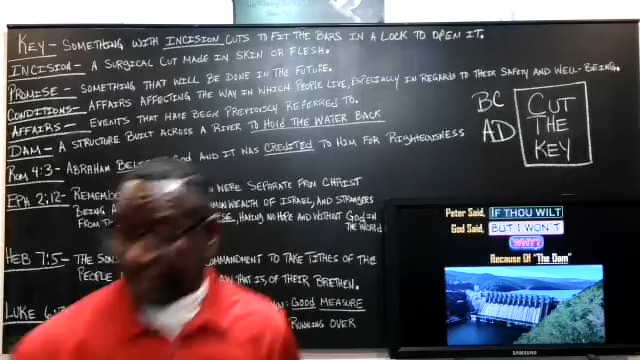 KEY - SOMETHING WITH INCISION CUTS TO FIT THE BARS IN A LOCK TO OPEN IT.
INCISION - A SURGICAL CUT MADE IN SKIN OR FLESH.
PROMISE - SOMETHING THAT WILL BE DONE IN THE FUTURE.
CONDITIONS - AFFAIRS AFFECTING THE WAY IN WHICH PEOPLE LIVE, ESPECIALLY IN REGARDS TO THEIR SAFETY AND WELL-BEING.
AFFAIRS - EVENTS THAT HAVE BEEN PREVIOUSLY REFERRED TO.
DAM - A STRUCTURE BUILT ACROSS A RIVER TO HOLD THE WATER BACK
ROM 4:3 - ABRAHAM GOD AND IT WAS CREDITED TO HIM FOR RIGHTEOUSNESS
EPH 2:12 - WERE SEPARATE FROM CHRIST
BEING OF ISRAEL, AND STRANGERS
FROM HAVING NO HOPE AND WITHOUT GOD IN
THE WORLD
HEB 7:5 - THE SONS COMMANDMENT TO TAKE TITHES OF THE
PEOPLE THAT IS, OF THEIR BRETHEN.
LUKE GOOD MEASURE
RUNNING OVER
BC
AD
CUT
THE
KEY
Peter Said, IF THOU WILT
God Said, BUT I WON'T
WHY?
Because Of "The Dam"
SAMSUNG